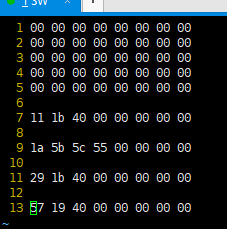 1 TSW × +
1 00 00 00 00 00 00 00 00
2 00 00 00 00 00 00 00 00
3 00 00 00 00 00 00 00 00
4 00 00 00 00 00 00 00 00
5 00 00 00 00 00 00 00 00
6
7 11 1b 40 00 00 00 00 00
8
9 1a 5b 5c 55 00 00 00 00
10
11 29 1b 40 00 00 00 00 00
12
13 57 19 40 00 00 00 00 00
~